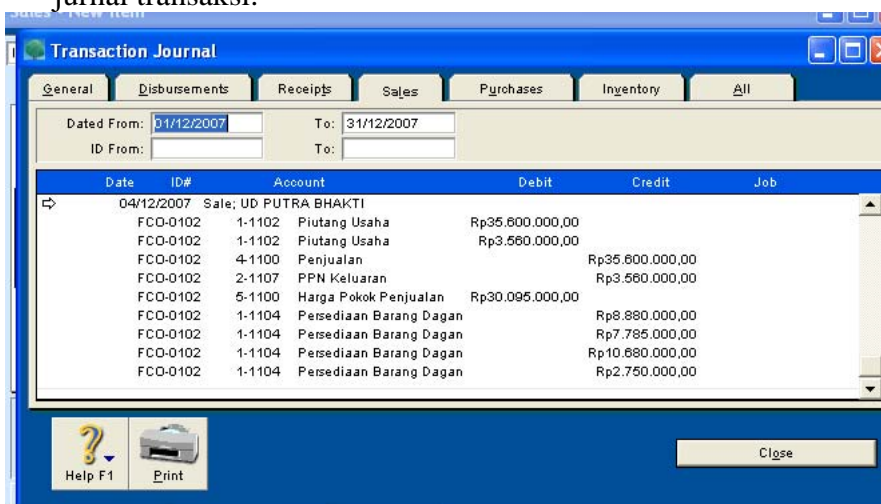 jurnal transaksi.
Sales - New Item
Transaction Journal
General Disbursements Receipts Sales Purchases Inventory All
Dated From: 01/12/2007 To: 31/12/2007
ID From: To:
Date ID# Account Debit Credit Job
04/12/2007 Sale; UD PUTRA BHAKTI
FCO-0102 1-1102 Piutang Usaha Rp35.600.000,00
FCO-0102 1-1102 Piutang Usaha Rp3.560.000,00
FCO-0102 4-1100 Penjualan Rp35.600.000,00
FCO-0102 2-1107 PPN Keluaran Rp3.560.000,00
FCO-0102 5-1100 Harga Pokok Penjualan Rp30.095.000,00
FCO-0102 1-1104 Persediaan Barang Dagan Rp8.880.000,00
FCO-0102 1-1104 Persediaan Barang Dagan Rp7.785.000,00
FCO-0102 1-1104 Persediaan Barang Dagan Rp10.680.000,00
FCO-0102 1-1104 Persediaan Barang Dagan Rp2.750.000,00
Help F1 Print Close